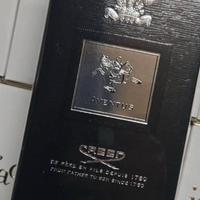 AVENTUS
CREED
DE PÈRE EN FILS DEPUIS 1760
FROM FATHER TO SON SINCE 1760